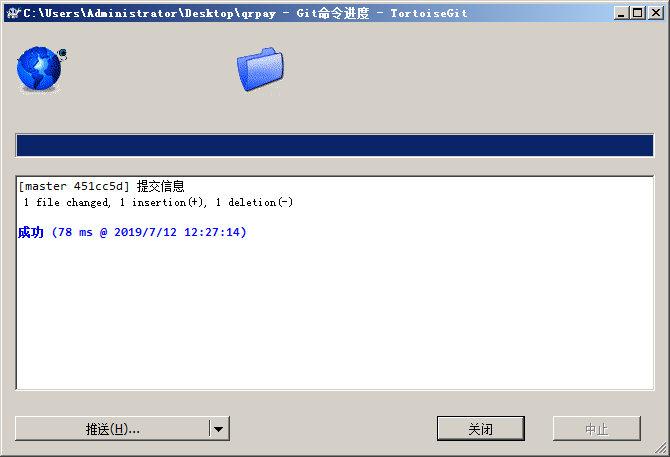 C:\Users\Administrator\Desktop\qrpay - Git命令进度 - TortoiseGit
[master 451cc5d] 提交信息
1 file changed, 1 insertion(+), 1 deletion(-)
成功 (78 ms @ 2019/7/12 12:27:14)
推送(H)...
关闭
中止